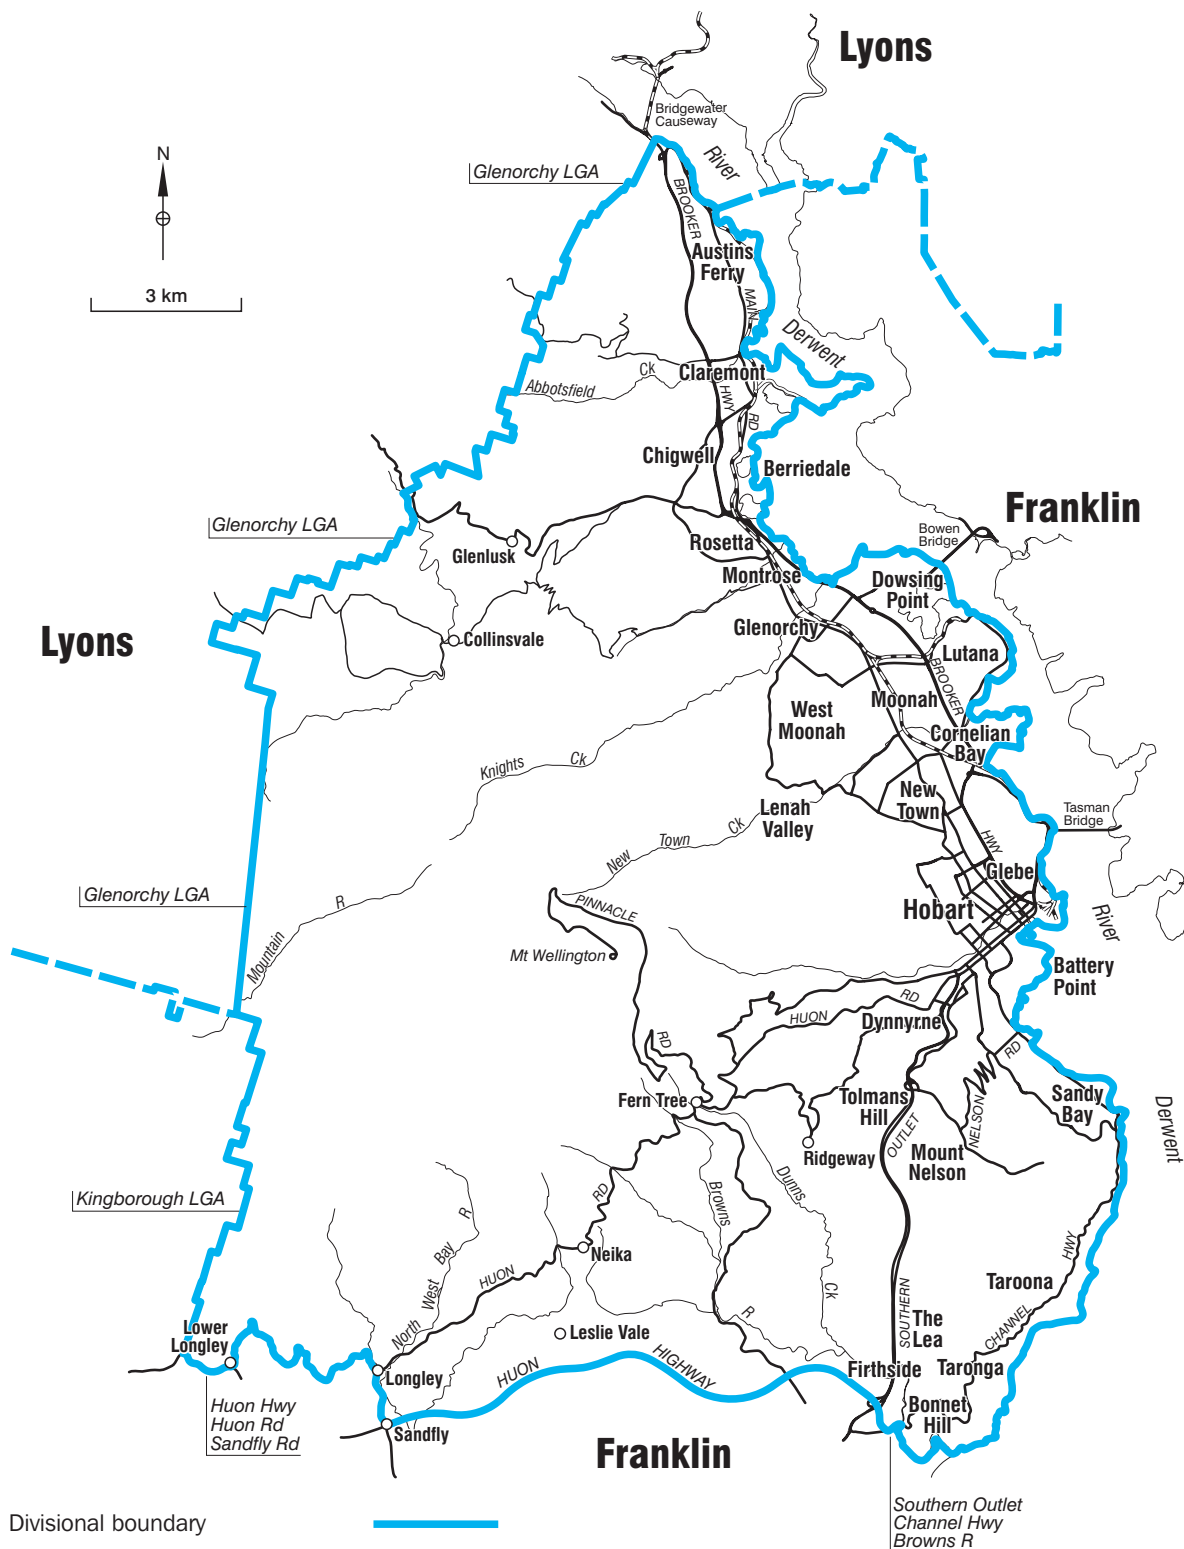 Lyons
Bridgewater
Causeway
N
Glenorchy LGA
River
BROOKER
Austins
Ferry
3 km
MAIN
Derwent
Claremont
Ck
Abbotsfield
HWY
RD
Chigwell
Berriedale
Franklin
Glenorchy LGA
Bowen
Bridge
Rosetta
Glenlusk
Montrose
Dowsing
Point
Lyons
Glenorchy
Collinsvale
Lutana
BROOKER
Moonah
West
Moonah
Cornelian
Bay
Knights
Ck
New
Town
Lenah
Valley
Tasman
Bridge
New
Town
Ck
HWY
Glebe
Glenorchy LGA
R
PINNACLE
Hobart
River
Mountain
Mt Wellington
Battery
Point
RD
HUON
Dynnyrne
RD
RD
Fern Tree
Tolmans
Hill
Sandy
Bay
NELSON
Derwent
OUTLET
Ridgeway
Mount
Nelson
Kingborough LGA
RD
Browns
Dunns
R
Bay
West
North
Neika
HUON
HWY
Ck
Taroona
R
SOUTHERN
The
Lea
CHANNEL
Lower
Longley
Leslie Vale
HUON
HIGHWAY
Firthside
Taronga
Longley
Huon Hwy
Huon Rd
Sandfly Rd
Bonnet
Hill
Sandfly
Franklin
Southern Outlet
Channel Hwy
Browns R
Divisional boundary